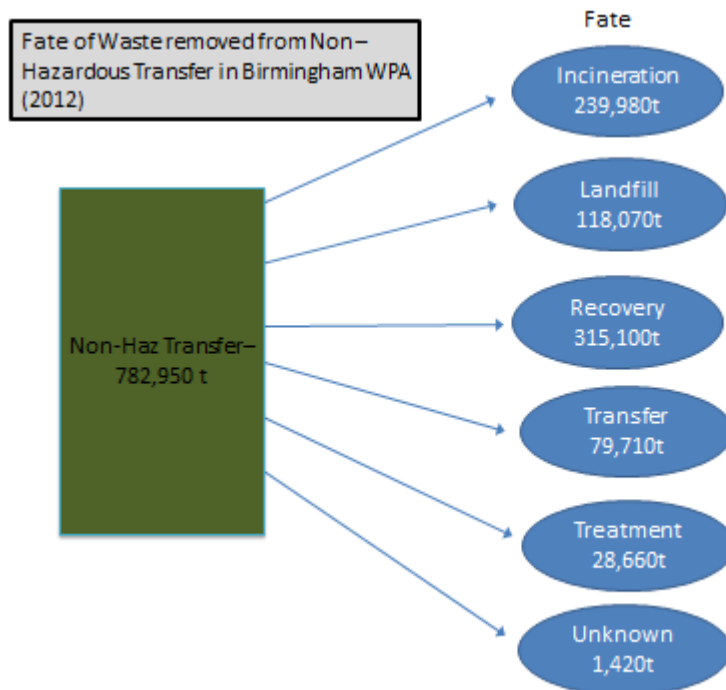 Fate of Waste removed from Non –
Hazardous Transfer in Birmingham WPA
(2012)
Fate
Incineration
239,980t
Landfill
118,070t
Recovery
315,100t
Non-Haz Transfer–
782,950 t
Transfer
79,710t
Treatment
28,660t
Unknown
1,420t